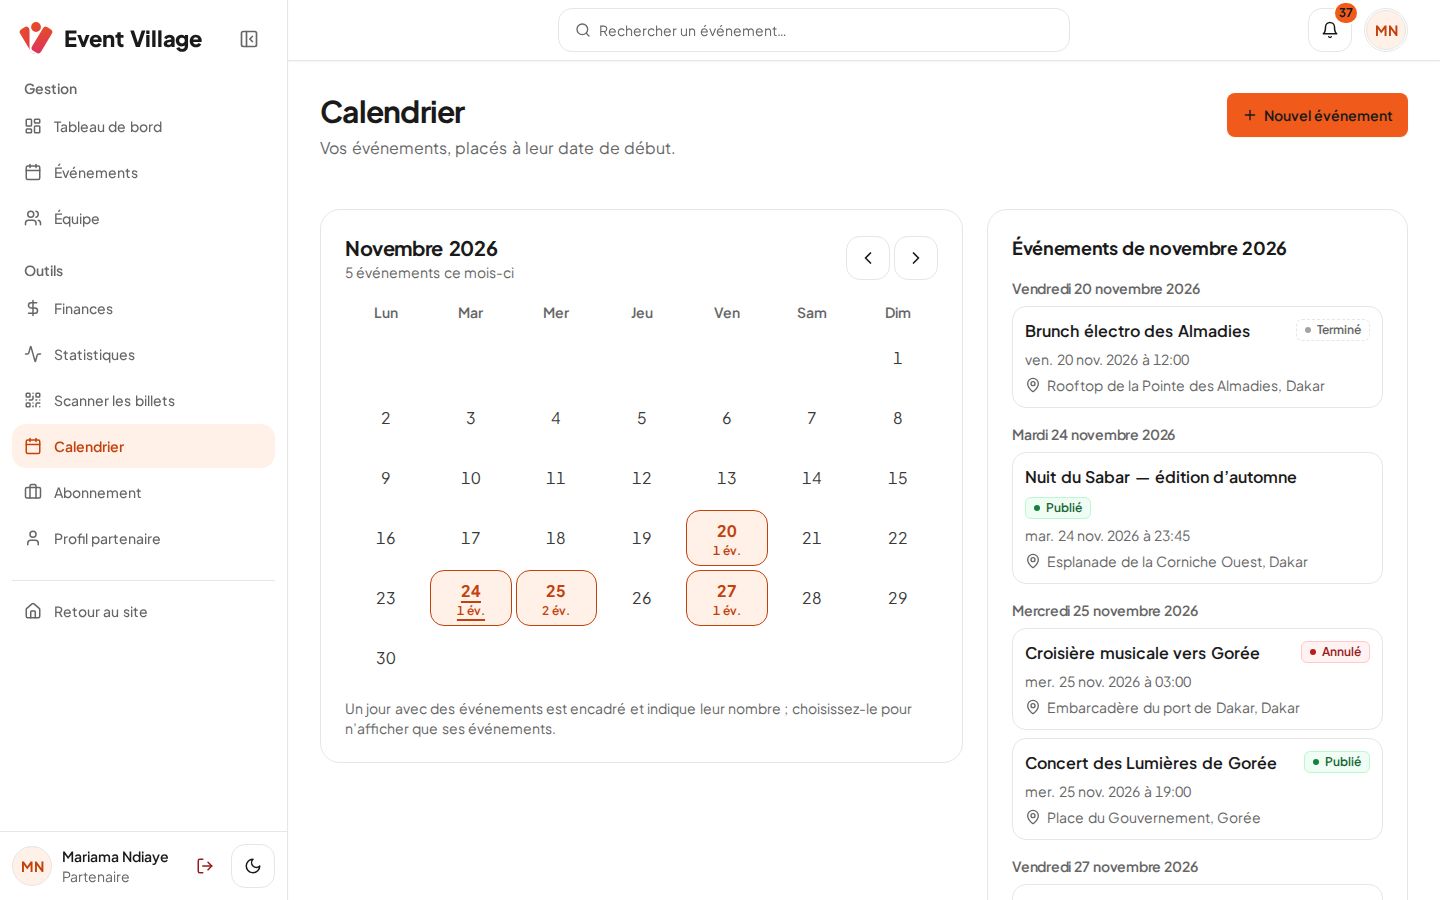 Event Village
Gestion
Tableau de bord
Événements
Équipe
Outils
Finances
Statistiques
Scanner les billets
Calendrier
Abonnement
Profil partenaire
Retour au site
MN
Mariama Ndiaye
Partenaire
Rechercher un événement…
37
MN
Calendrier
Vos événements, placés à leur date de début.
+ Nouvel événement
Novembre 2026
5 événements ce mois-ci
Lun Mar Mer Jeu Ven Sam Dim
1
2 3 4 5 6 7 8
9 10 11 12 13 14 15
16 17 18 19 20 21 22
1 év.
23 24 25 26 27 28 29
1 év. 2 év. 1 év.
30
Un jour avec des événements est encadré et indique leur nombre ; choisissez-le pour
n’afficher que ses événements.
Événements de novembre 2026
Vendredi 20 novembre 2026
Brunch électro des Almadies Terminé
ven. 20 nov. 2026 à 12:00
Rooftop de la Pointe des Almadies, Dakar
Mardi 24 novembre 2026
Nuit du Sabar — édition d’automne
Publié
mar. 24 nov. 2026 à 23:45
Esplanade de la Corniche Ouest, Dakar
Mercredi 25 novembre 2026
Croisière musicale vers Gorée Annulé
mer. 25 nov. 2026 à 03:00
Embarcadère du port de Dakar, Dakar
Concert des Lumières de Gorée Publié
mer. 25 nov. 2026 à 19:00
Place du Gouvernement, Gorée
Vendredi 27 novembre 2026